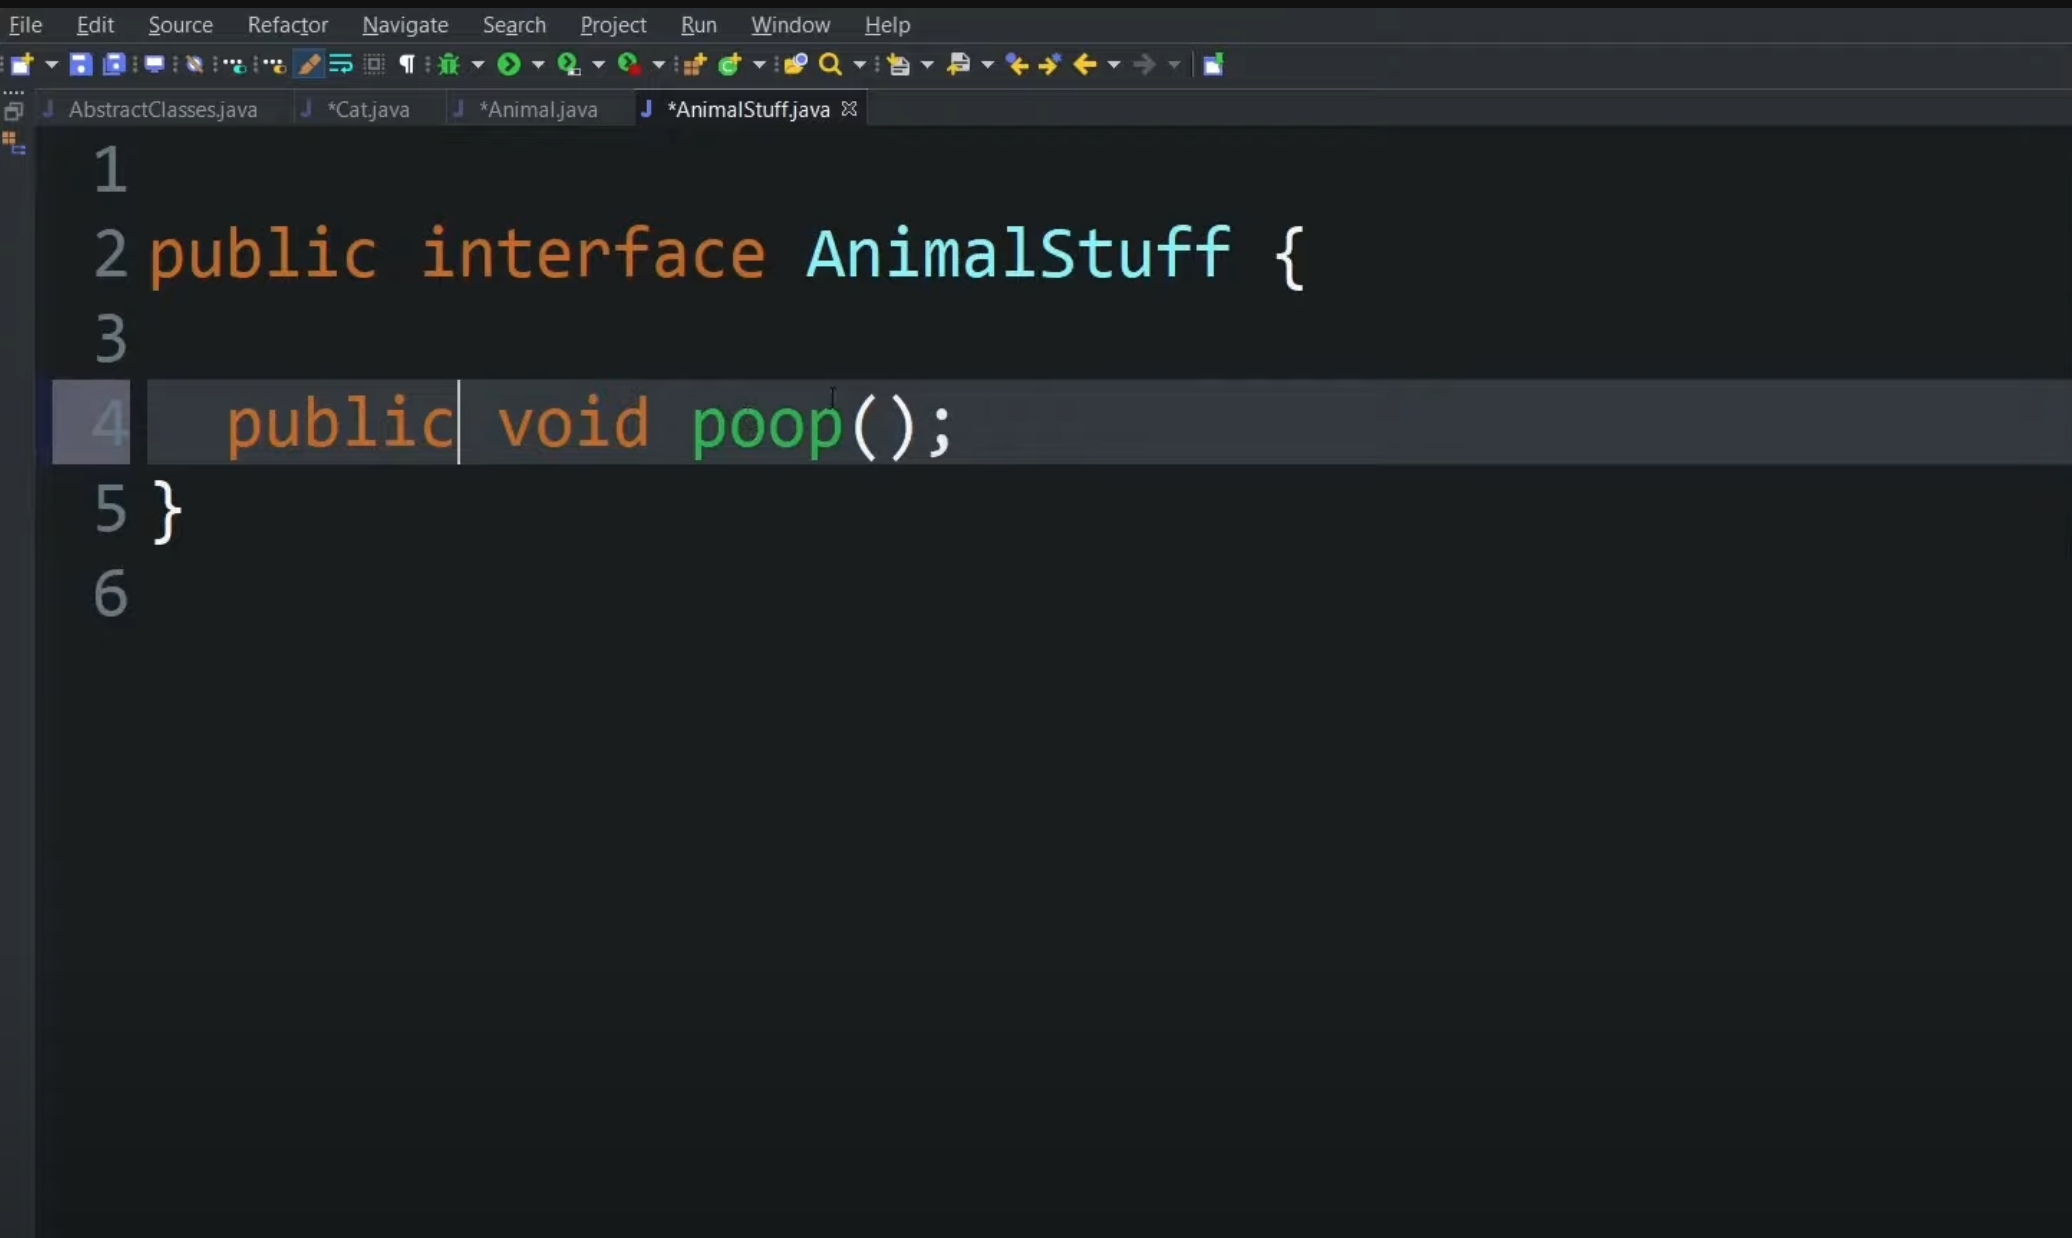 File Edit Source Refactor Navigate Search Project Run Window Help
AbstractClasses.java *Cat.java *Animal.java *AnimalStuff.java
1
2 public interface AnimalStuff {
3
4 public void poop();
5 }
6